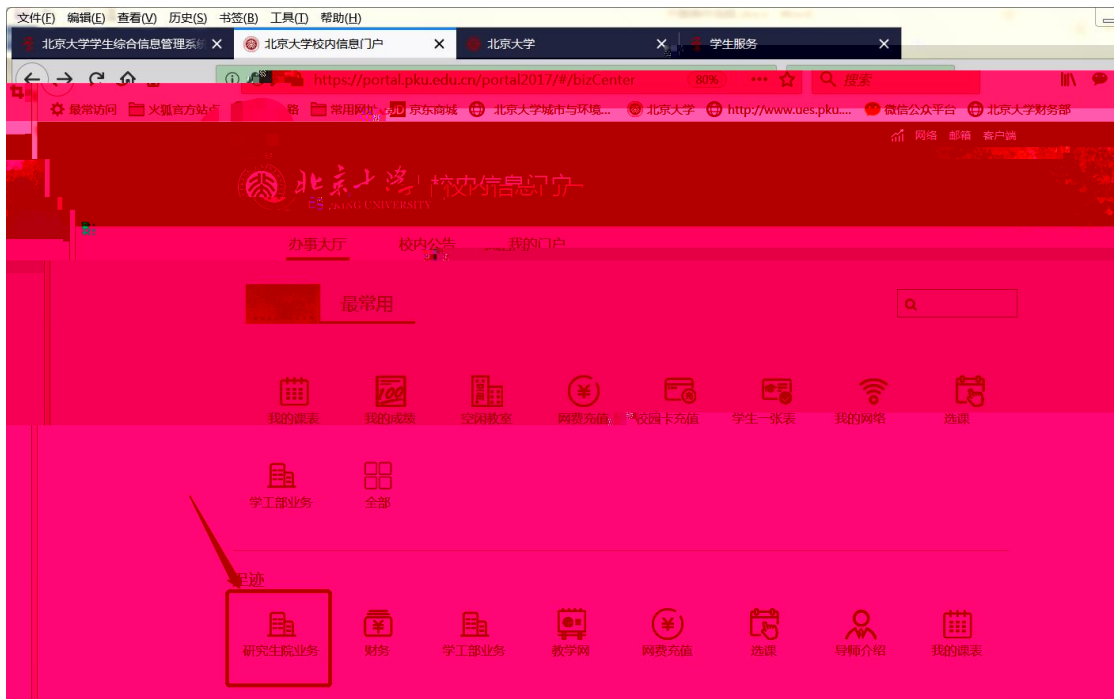 文件(F) 编辑(E) 查看(V) 历史(S) 书签(B) 工具(T) 帮助(H)
北京大学学生综合信息管理系统 北京大学校内信息门户 北京大学 学生服务
https://portal.pku.edu.cn/portal2017/#/bizCenter 80% 搜索
最常访问 火狐官方站点 常用网址 JD 京东商城 北京大学城市与环境... 北京大学 http://www.ues.pku.... 微信公众平台 北京大学财务部
网络 邮箱 客户端
北京大学 校内信息门户
PEKING UNIVERSITY
办事大厅 校内公告 我的门户
最常用
我的课表 我的成绩 空闲教室 网费充值 校园卡充值 学生一张表 我的网络 选课
学工部业务 全部
足迹
研究生院业务 财务 学工部业务 教学网 网费充值 选课 导师介绍 我的课表